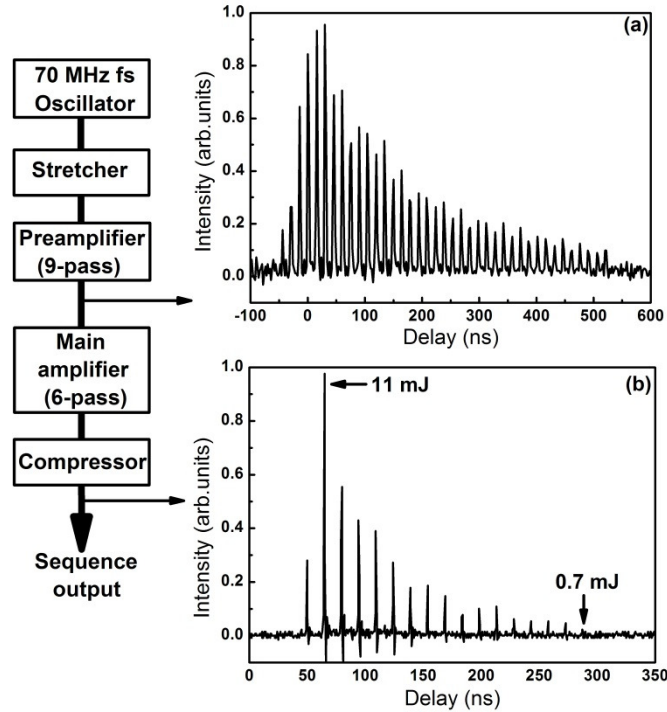 70 MHz fs
Oscillator
Stretcher
Preamplifier
(9-pass)
Main
amplifier
(6-pass)
Compressor
Sequence
output
(a)
Intensity (arb.units)
1.0
0.8
0.6
0.4
0.2
0.0
-100 0 100 200 300 400 500 600
Delay (ns)
(b)
11 mJ
0.7 mJ
Intensity (arb.units)
1.0
0.8
0.6
0.4
0.2
0.0
0 50 100 150 200 250 300 350
Delay (ns)